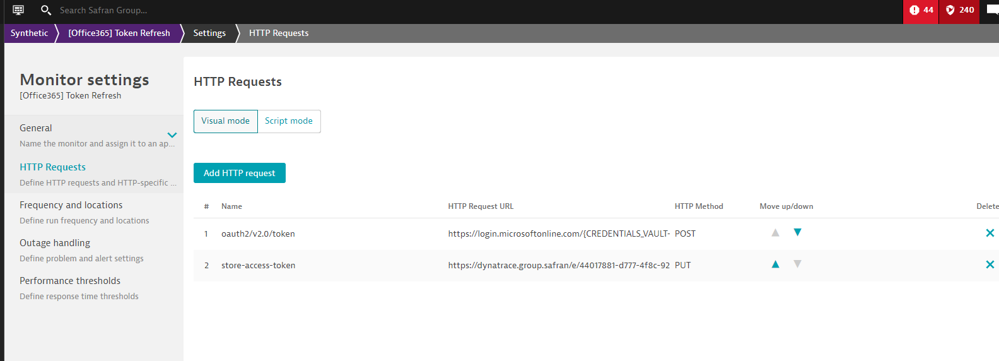 Search Safran Group...
44
240
Synthetic
[Office365] Token Refresh
Settings
HTTP Requests
Monitor settings
[Office365] Token Refresh
General
Name the monitor and assign it to an ap...
HTTP Requests
Define HTTP requests and HTTP-specific ...
Frequency and locations
Define run frequency and locations
Outage handling
Define problem and alert settings
Performance thresholds
Define response time thresholds
HTTP Requests
Visual mode
Script mode
Add HTTP request
# Name HTTP Request URL HTTP Method Move up/down Delete
1 oauth2/v2.0/token https://login.microsoftonline.com/{CREDENTIALS_VAULT- POST
2 store-access-token https://dynatrace.group.safran/e/44017881-d777-4f8c-92 PUT